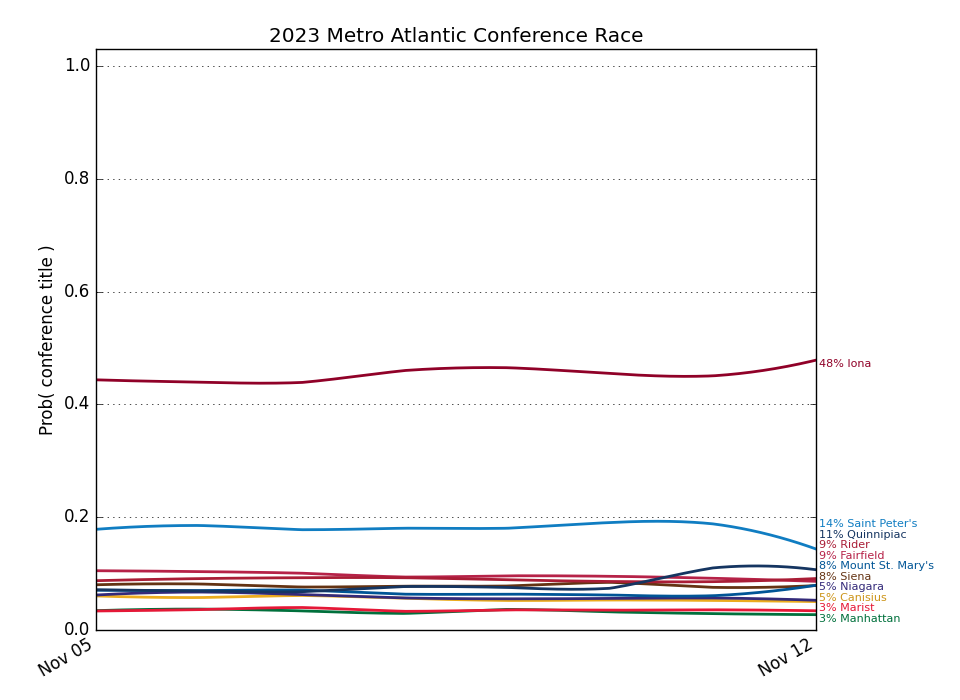 2023 Metro Atlantic Conference Race
Prob( conference title )
1.0
0.8
0.6
0.4
0.2
0.0
Nov 05
Nov 12
48% Iona
14% Saint Peter's
11% Quinnipiac
9% Rider
9% Fairfield
8% Mount St. Mary's
8% Siena
5% Niagara
5% Canisius
3% Marist
3% Manhattan